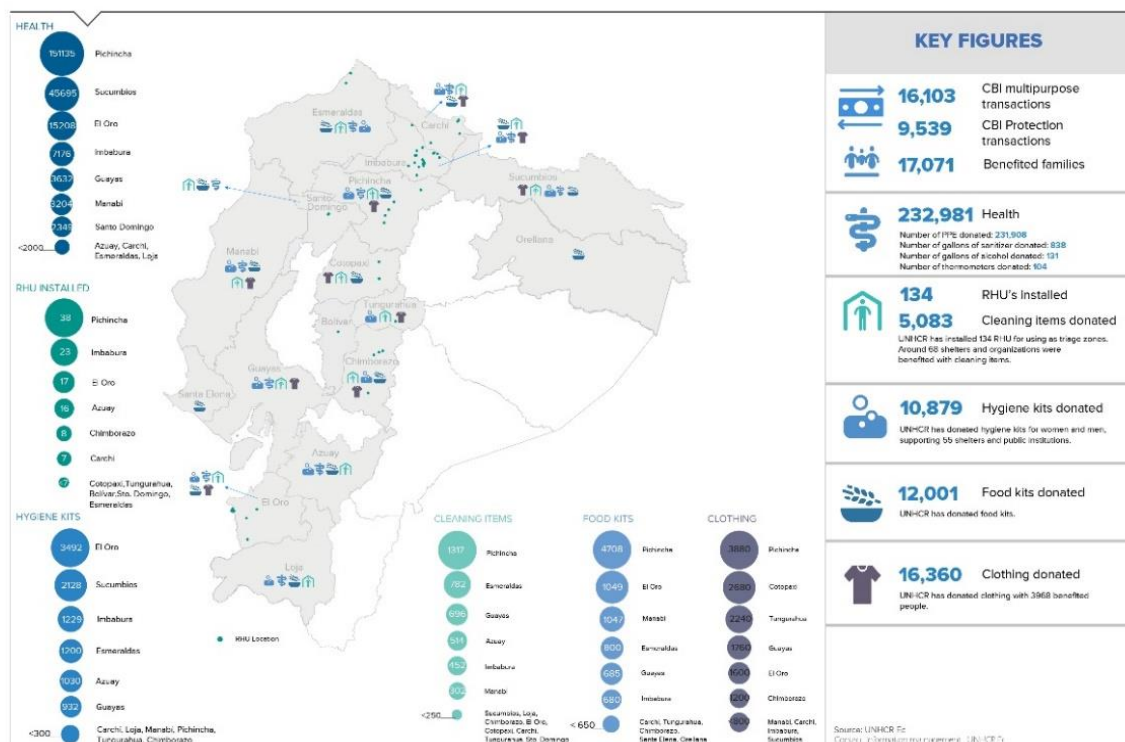 HEALTH
151135 Pichincha
45695 Sucumbios
15208 El Oro
7176 Imbabura
3632 Guayas
3204 Manabi
2349 Santo Domingo
<2000 Azuay, Carchi,
Esmeraldas, Loja
RHU INSTALLED
38 Pichincha
23 Imbabura
17 El Oro
16 Azuay
8 Chimborazo
7 Carchi
<7 Cotopaxi,Tungurahua,
Bolivar,Sto. Domingo,
Esmeraldas
HYGIENE KITS
3492 El Oro
2128 Sucumbios
1229 Imbabura
1200 Esmeraldas
1030 Azuay
932 Guayas
<300 Carchi, Loja, Manabi, Pichincha,
Tungurahua, Chimborazo
Esmeraldas
Carchi
Imbabura
Pichincha
Santo
Domingo
Sucumbios
Orellana
Manabi
Cotopaxi
Tungurahua
Bolivar
Chimborazo
Guayas
Santa Elena
Azuay
El Oro
Loja
RHU Location
CLEANING ITEMS
1317 Pichincha
782 Esmeraldas
696 Guayas
514 Azuay
452 Imbabura
302 Manabi
<250 Sucumbios, Loja,
Chimborazo, El Oro,
Cotopaxi, Carchi,
Tungurahua, Sto. Domingo
FOOD KITS
4708 Pichincha
1049 El Oro
1047 Manabi
800 Esmeraldas
685 Guayas
680 Imbabura
<650 Carchi, Tungurahua,
Chimborazo,
Santa Elena, Orellana
CLOTHING
3880 Pichincha
2680 Cotopaxi
2240 Tungurahua
1760 Guayas
1600 El Oro
1200 Chimborazo
<800 Manabi, Carchi,
Imbabura,
Sucumbios
KEY FIGURES
16,103 CBI multipurpose
transactions
9,539 CBI Protection
transactions
17,071 Benefited families
232,981 Health
Number of PPE donated: 231,908
Number of gallons of sanitizer donated: 838
Number of gallons of alcohol donated: 131
Number of thermometers donated: 104
134 RHU's Installed
5,083 Cleaning items donated
UNHCR has installed 134 RHU for using as triage zones.
Around 68 shelters and organizations were
benefited with cleaning items.
10,879 Hygiene kits donated
UNHCR has donated hygiene kits for women and men,
supporting 55 shelters and public institutions.
12,001 Food kits donated
UNHCR has donated food kits.
16,360 Clothing donated
UNHCR has donated clothing with 3968 benefited
people.
Source: UNHCR Ec
information management UNHCR Ec